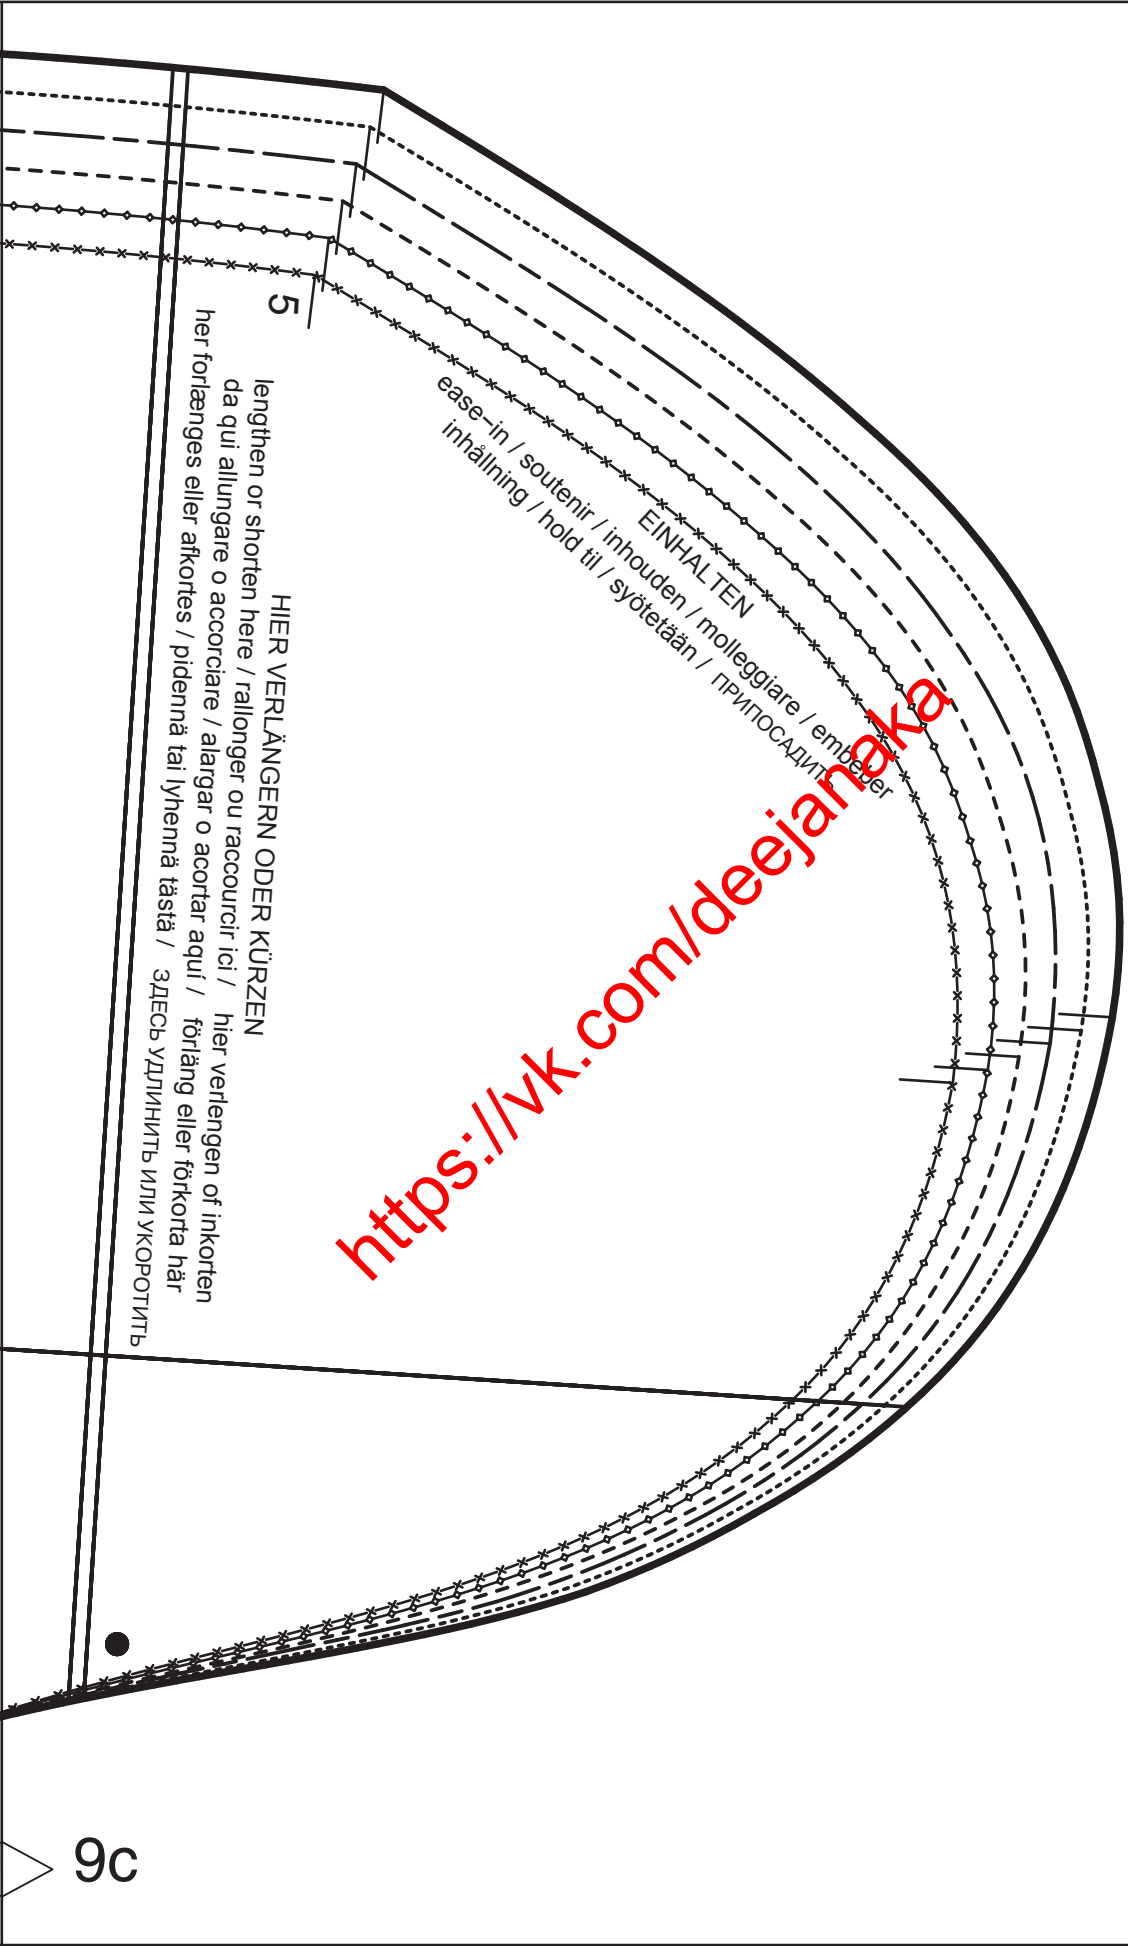 5
EINHALTEN
ease–in / soutenir / inhouden / molleggiare / embeber
inhållning / hold til / syötetään / ПРИПОСАДИТЬ
HIER VERLÄNGERN ODER KÜRZEN
lengthen or shorten here / rallonger ou raccourcir ici / hier verlengen of inkorten
da qui allungare o accorciare / alargar o acortar aquí / förläng eller förkorta här
her forlænges eller afkortes / pidennä tai lyhennä tästä / ЗДЕСЬ УДЛИНИТЬ ИЛИ УКОРОТИТЬ
https://vk.com/deejanaka
9c